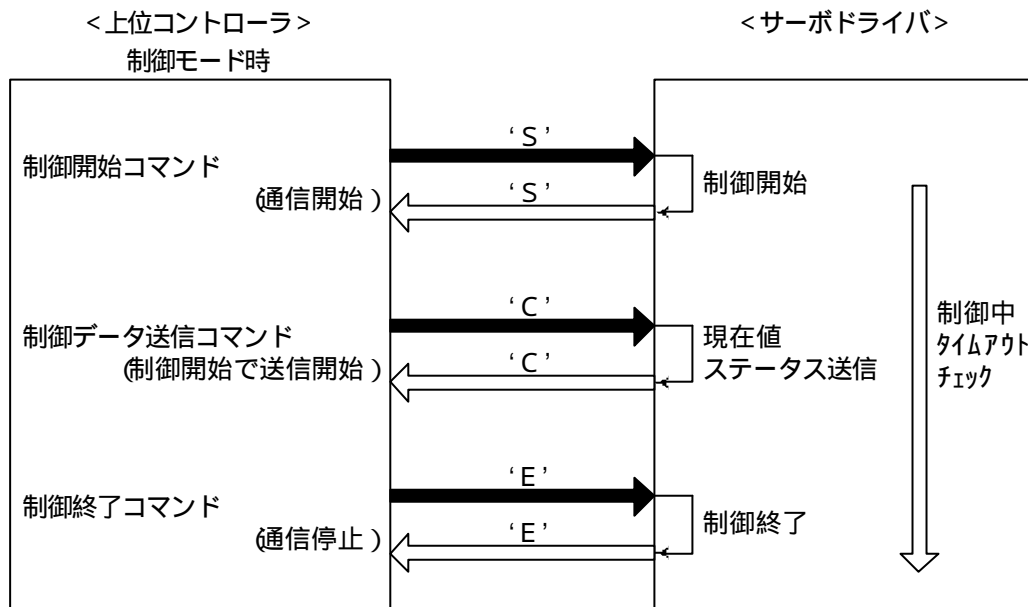 <上位コントローラ>
制御モード時
<サーボドライバ>
‘S’
制御開始コマンド
(通信開始)
‘S’
制御開始
‘C’
制御データ送信コマンド
(制御開始で送信開始)
‘C’
現在値
ステータス送信
制御中
ﾀｲﾑｱｳﾄ
ﾁｪｯｸ
‘E’
制御終了コマンド
(通信停止)
‘E’
制御終了